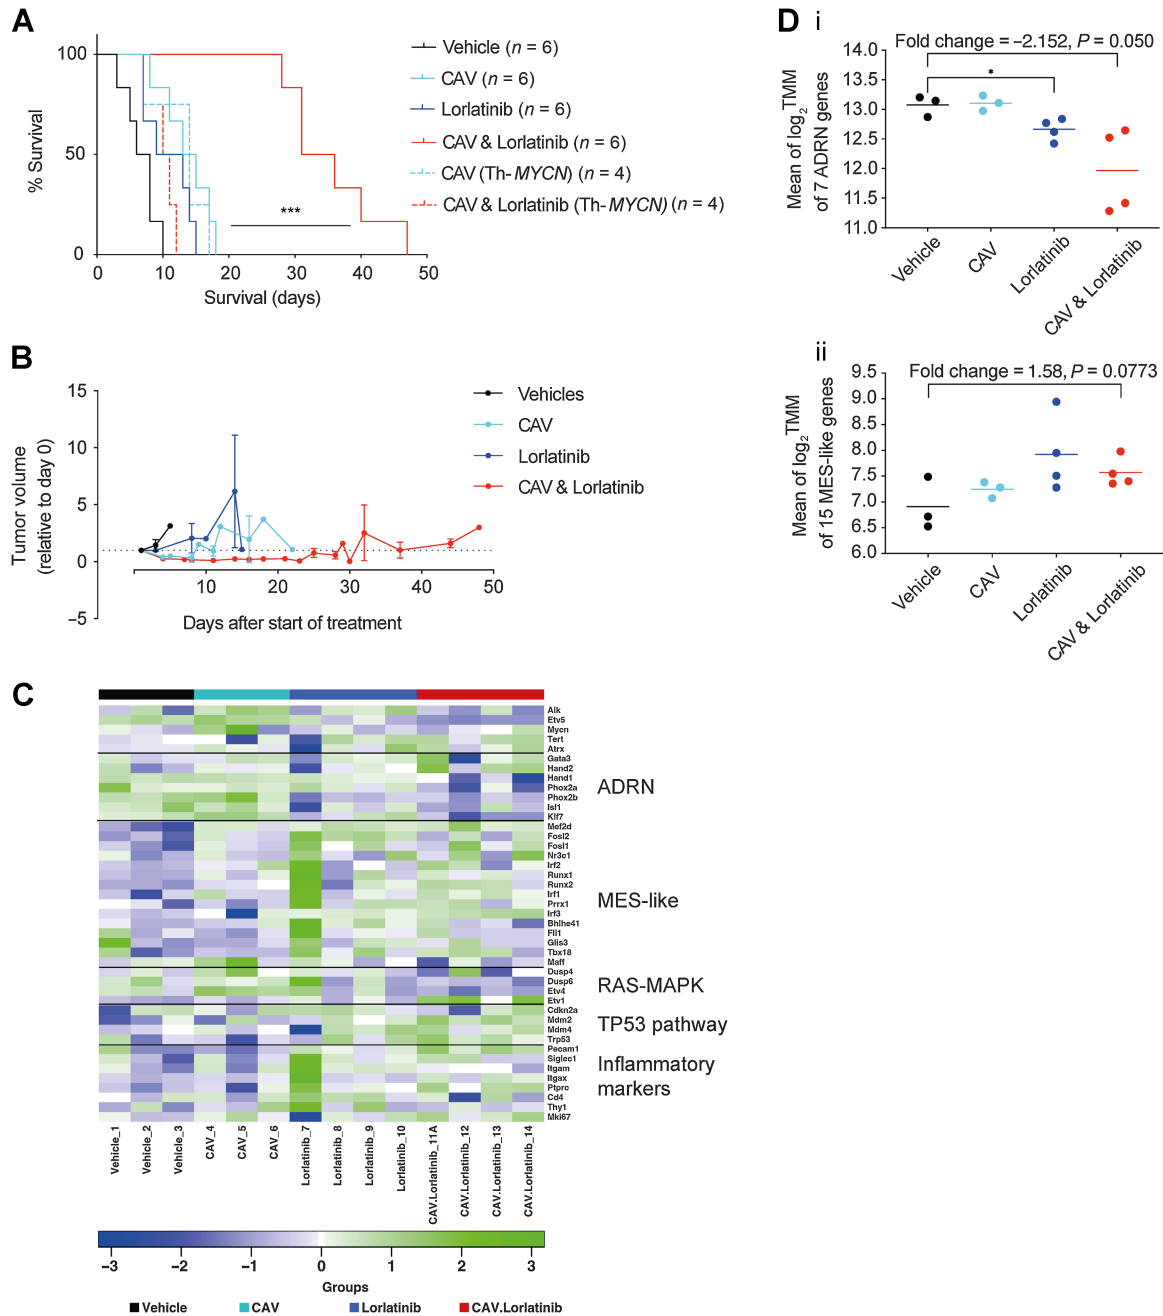 A
100
50
0
% Survival
0 10 20 30 40 50
Survival (days)
***
Vehicle (n = 6)
CAV (n = 6)
Lorlatinib (n = 6)
CAV & Lorlatinib (n = 6)
CAV (Th-MYCN) (n = 4)
CAV & Lorlatinib (Th-MYCN) (n = 4)
B
15
10
5
0
−5
Tumor volume
(relative to day 0)
10 20 30 40 50
Days after start of treatment
Vehicles
CAV
Lorlatinib
CAV & Lorlatinib
C
Alk
Etv5
Mycn
Tert
Atrx
Gata3
Hand2
Hand1
Phox2a
Phox2b
Isl1
Klf7
Mef2d
Fosl2
Fosl1
Nr3c1
Irf2
Runx1
Runx2
Irf1
Prrx1
Irf3
Bhlhe41
Fli1
Glis3
Tbx18
Maff
Dusp4
Dusp6
Etv4
Etv1
Cdkn2a
Mdm2
Mdm4
Trp53
Pecam1
Siglec1
Itgam
Itgax
Ptprc
Cd4
Thy1
Mki67
ADRN
MES-like
RAS-MAPK
TP53 pathway
Inflammatory
markers
Vehicle_1
Vehicle_2
Vehicle_3
CAV_4
CAV_5
CAV_6
Lorlatinib_7
Lorlatinib_8
Lorlatinib_9
Lorlatinib_10
CAV.Lorlatinib_11A
CAV.Lorlatinib_12
CAV.Lorlatinib_13
CAV.Lorlatinib_14
−3 −2 −1 0 1 2 3
Groups
Vehicle CAV Lorlatinib CAV.Lorlatinib
D i
Fold change = −2.152, P = 0.050
*
14.0
13.5
13.0
12.5
12.0
11.5
11.0
Mean of log2TMM
of 7 ADRN genes
Vehicle
CAV
Lorlatinib
CAV & Lorlatinib
ii
Fold change = 1.58, P = 0.0773
9.5
9.0
8.5
8.0
7.5
7.0
6.5
6.0
Mean of log2TMM
of 15 MES-like genes
Vehicle
CAV
Lorlatinib
CAV & Lorlatinib